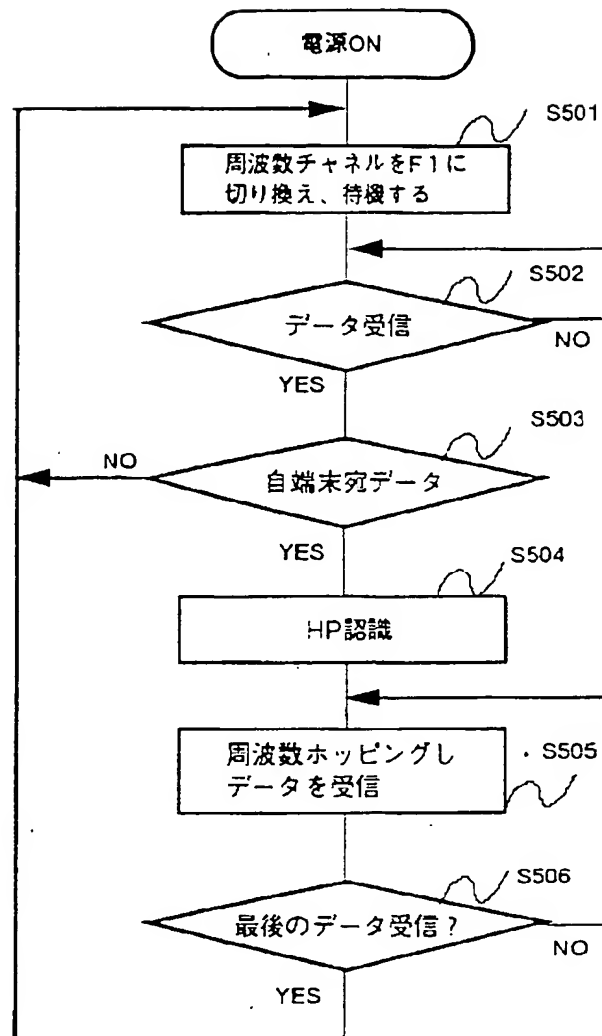 電源ON
S501
周波数チャネルをF1に
切り換え、待機する
S502
データ受信
NO
YES
S503
NO
自端末宛データ
YES
S504
HP認識
S505
周波数ホッピングし
データを受信
S506
最後のデータ受信?
NO
YES